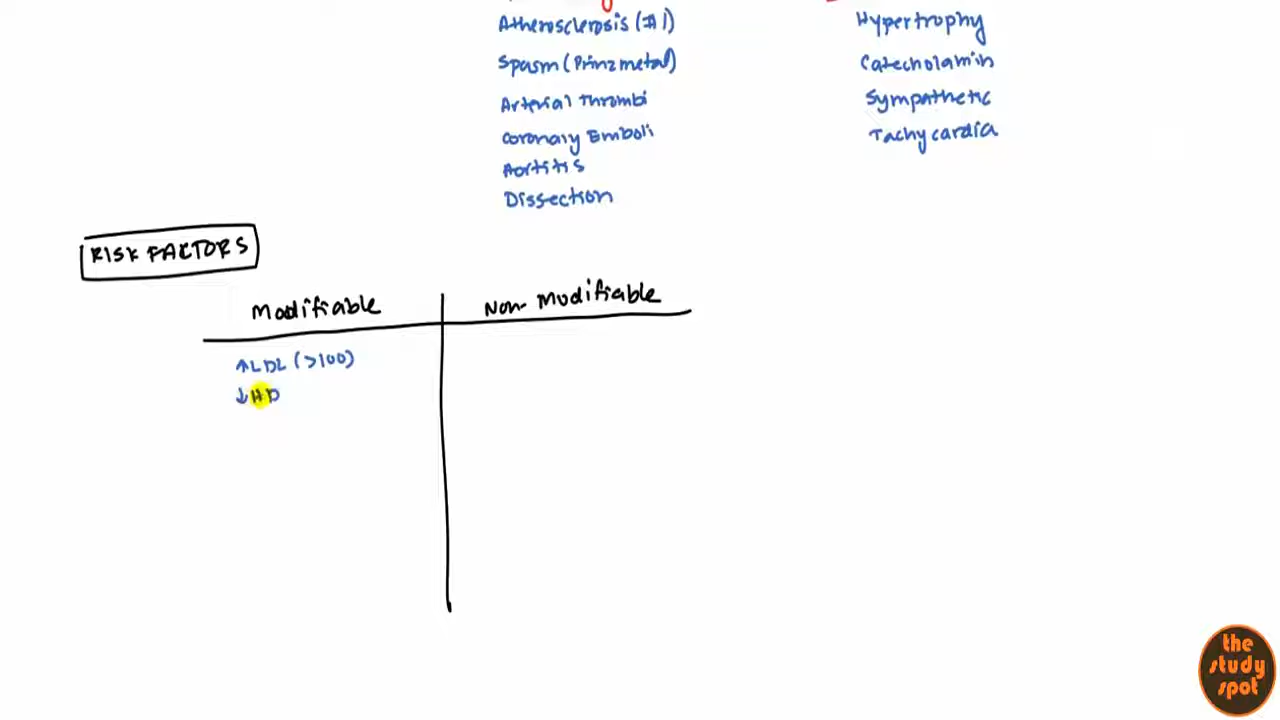 Atherosclerosis (#1)
Spasm (Prinzmetal)
Arterial Thrombi
Coronary Emboli
Aortitis
Dissection
Hypertrophy
Catecholamin
Sympathetic
Tachycardia
RISK FACTORS
Modifiable
Non-Modifiable
↑LDL (>100)
↓HD
the
study
spot